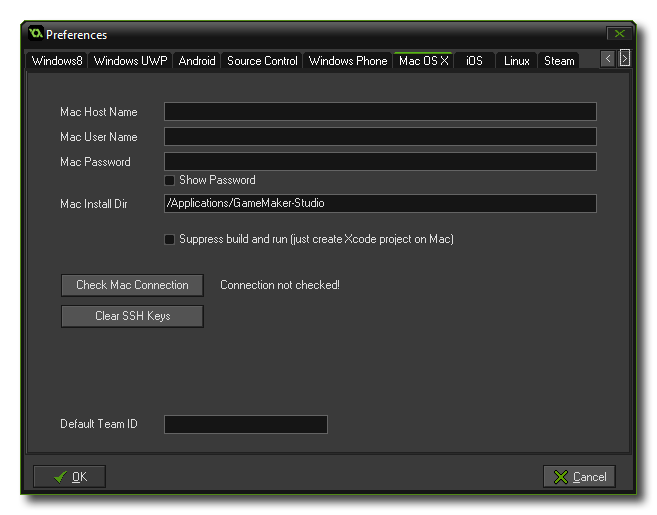 Preferences
Windows8 Windows UWP Android Source Control Windows Phone Mac OS X iOS Linux Steam < >
Mac Host Name
Mac User Name
Mac Password
Show Password
Mac Install Dir /Applications/GameMaker-Studio
Suppress build and run (just create Xcode project on Mac)
Check Mac Connection Connection not checked!
Clear SSH Keys
Default Team ID
OK Cancel